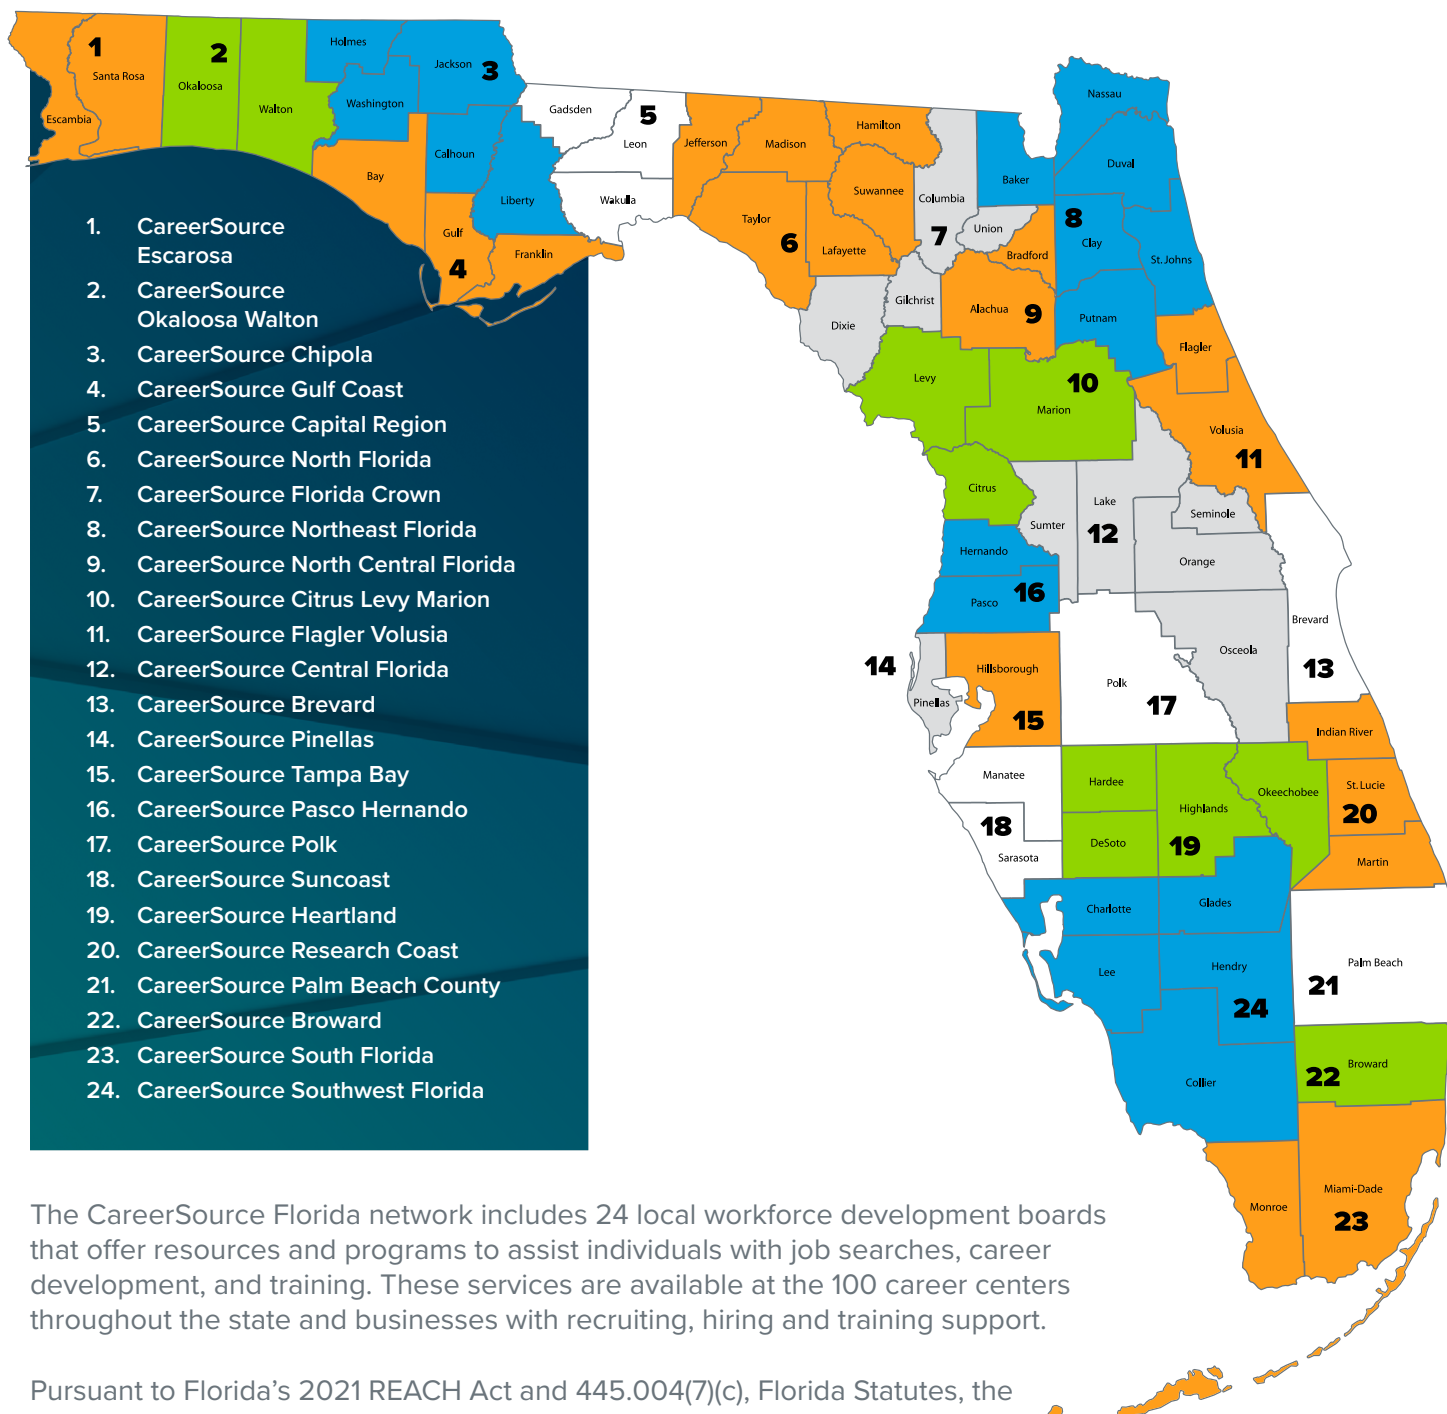 1
2
3
Holmes
Jackson
Santa Rosa
Okaloosa
Walton
Washington
Escambia
Calhoun
Bay
Liberty
Gulf
Franklin
4
Gadsden
5
Leon
Wakulla
Jefferson
Madison
Hamilton
Suwannee
Taylor
6
Lafayette
Columbia
7
Union
Baker
Nassau
Duval
8
Clay
St. Johns
Bradford
Gilchrist
Alachua
9
Putnam
Dixie
Flagler
Levy
10
Marion
Volusia
11
Citrus
Lake
Sumter
12
Seminole
Hernando
Orange
Pasco
16
Brevard
13
Osceola
14
Hillsborough
Pinellas
15
Polk
17
Indian River
Manatee
Hardee
Highlands
Okeechobee
St. Lucie
20
18
DeSoto
19
Sarasota
Martin
Charlotte
Glades
Lee
Hendry
24
Palm Beach
21
Collier
22
Broward
Monroe
Miami-Dade
23
1. CareerSource
Escarosa
2. CareerSource
Okaloosa Walton
3. CareerSource Chipola
4. CareerSource Gulf Coast
5. CareerSource Capital Region
6. CareerSource North Florida
7. CareerSource Florida Crown
8. CareerSource Northeast Florida
9. CareerSource North Central Florida
10. CareerSource Citrus Levy Marion
11. CareerSource Flagler Volusia
12. CareerSource Central Florida
13. CareerSource Brevard
14. CareerSource Pinellas
15. CareerSource Tampa Bay
16. CareerSource Pasco Hernando
17. CareerSource Polk
18. CareerSource Suncoast
19. CareerSource Heartland
20. CareerSource Research Coast
21. CareerSource Palm Beach County
22. CareerSource Broward
23. CareerSource South Florida
24. CareerSource Southwest Florida
The CareerSource Florida network includes 24 local workforce development boards
that offer resources and programs to assist individuals with job searches, career
development, and training. These services are available at the 100 career centers
throughout the state and businesses with recruiting, hiring and training support.
Pursuant to Florida's 2021 REACH Act and 445.004(7)(c), Florida Statutes, the